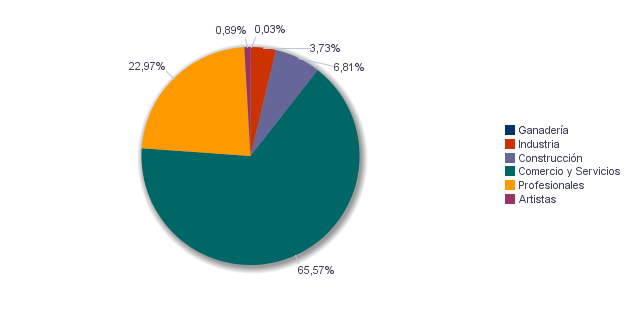 0,89%
0,03%
3,73%
6,81%
22,97%
65,57%
Ganadería
Industria
Construcción
Comercio y Servicios
Profesionales
Artistas